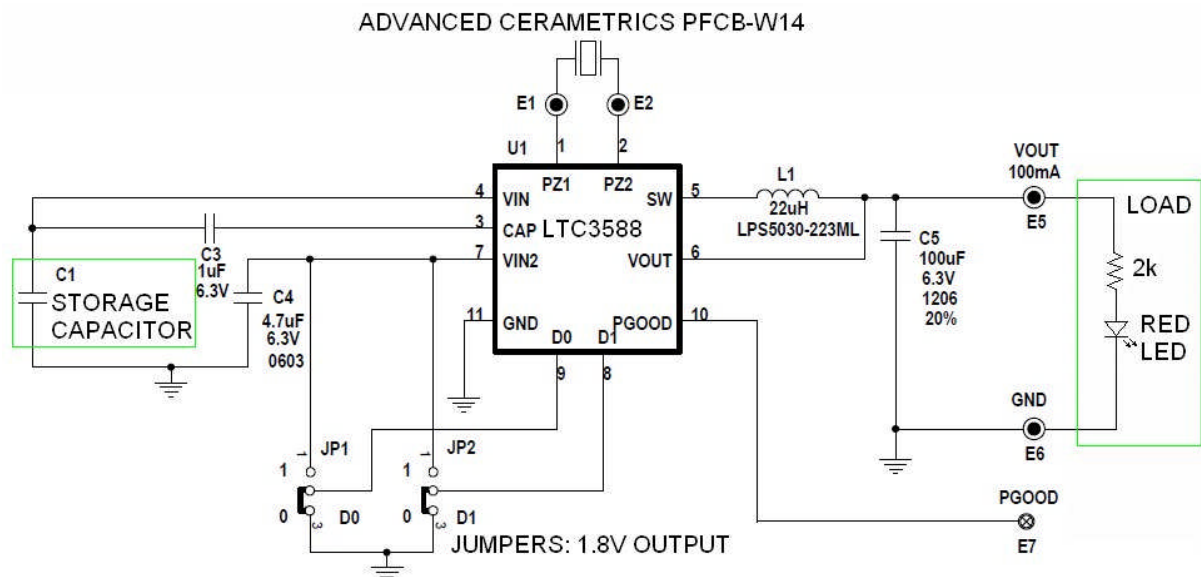 ADVANCED CERAMETRICS PFCB-W14
E1
E2
U1
1
2
PZ1
PZ2
4
VIN
SW
5
3
CAP
LTC3588
7
VIN2
VOUT
6
11
GND
PGOOD
10
D0
D1
9
8
C3
1uF
6.3V
C1
STORAGE
CAPACITOR
C4
4.7uF
6.3V
0603
L1
22uH
LPS5030-223ML
C5
100uF
6.3V
1206
20%
VOUT
100mA
E5
LOAD
2k
RED
LED
GND
E6
PGOOD
E7
1
JP1
1
0
3
D0
1
JP2
1
0
3
D1
JUMPERS: 1.8V OUTPUT